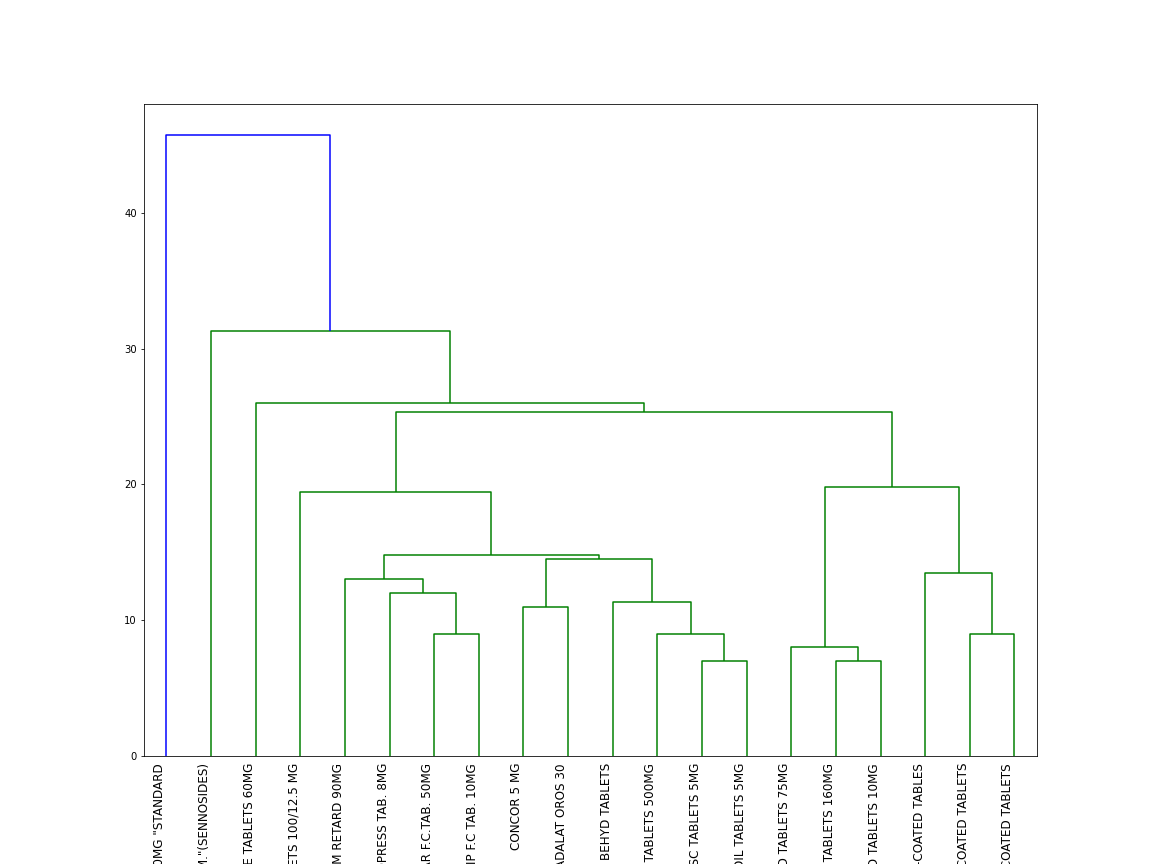 40
30
20
10
0
0MG "STANDARD
M."(SENNOSIDES)
E TABLETS 60MG
ETS 100/12.5 MG
M RETARD 90MG
PRESS TAB. 8MG
R F.C.TAB. 50MG
IP F.C TAB. 10MG
CONCOR 5 MG
ADALAT OROS 30
BEHYD TABLETS
TABLETS 500MG
SC TABLETS 5MG
OIL TABLETS 5MG
D TABLETS 75MG
TABLETS 160MG
D TABLETS 10MG
-COATED TABLES
COATED TABLETS
COATED TABLETS